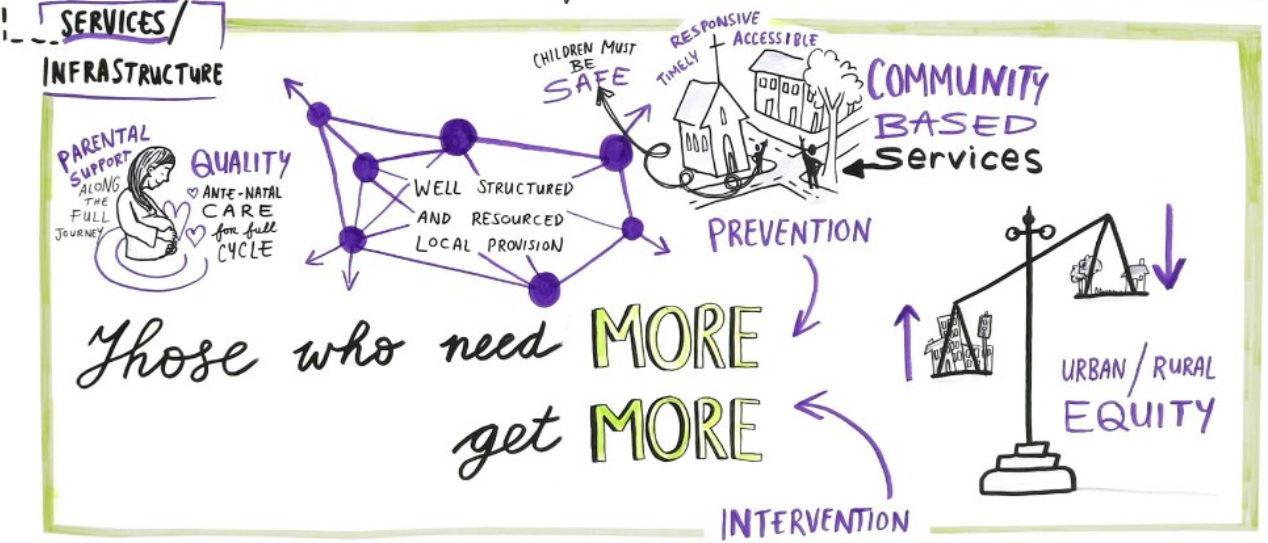 SERVICES/
INFRASTRUCTURE
PARENTAL
SUPPORT
ALONG
THE
FULL
JOURNEY
QUALITY
ANTE-NATAL
CARE
for full
CYCLE
WELL STRUCTURED
AND RESOURCED
LOCAL PROVISION
CHILDREN MUST
BE
SAFE
TIMELY
RESPONSIVE
ACCESSIBLE
COMMUNITY
BASED
Services
PREVENTION
Those who need MORE
get MORE
INTERVENTION
URBAN/RURAL
EQUITY